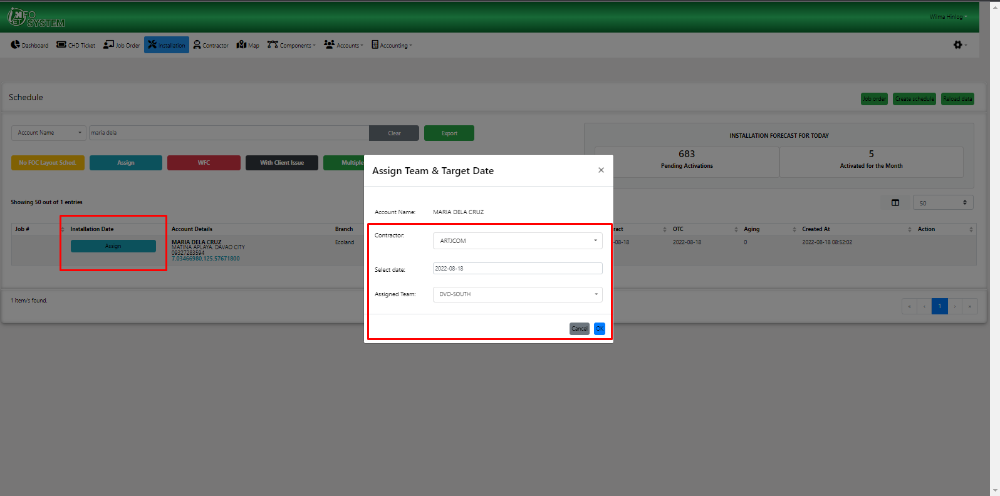 iNET
INFO
SYSTEM
Wilma Hinlog
Dashboard
CHD Ticket
Job Order
Installation
Contractor
Map
Components
Accounts
Accounting
Schedule
Job order
Create schedule
Reload data
Account Name
maria dela
Clear
Export
INSTALLATION FORECAST FOR TODAY
683
Pending Activations
5
Activated for the Month
No FOC Layout Sched.
Assign
WFC
With Client Issue
Multiple
Showing 50 out of 1 entries
50
Job #
Installation Date
Account Details
Branch
ract
OTC
Aging
Created At
Action
Assign
MARIA DELA CRUZ
MATINA APLAYA, DAVAO CITY
09327283594
7.03466980,125.57671800
Ecoland
-08-18
2022-08-18
0
2022-08-18 08:52:02
1 item/s found.
«
‹
1
›
»
Assign Team & Target Date
×
Account Name: MARIA DELA CRUZ
Contractor: ARTJCOM
Select date: 2022-08-18
Assigned Team: DVO-SOUTH
Cancel
OK